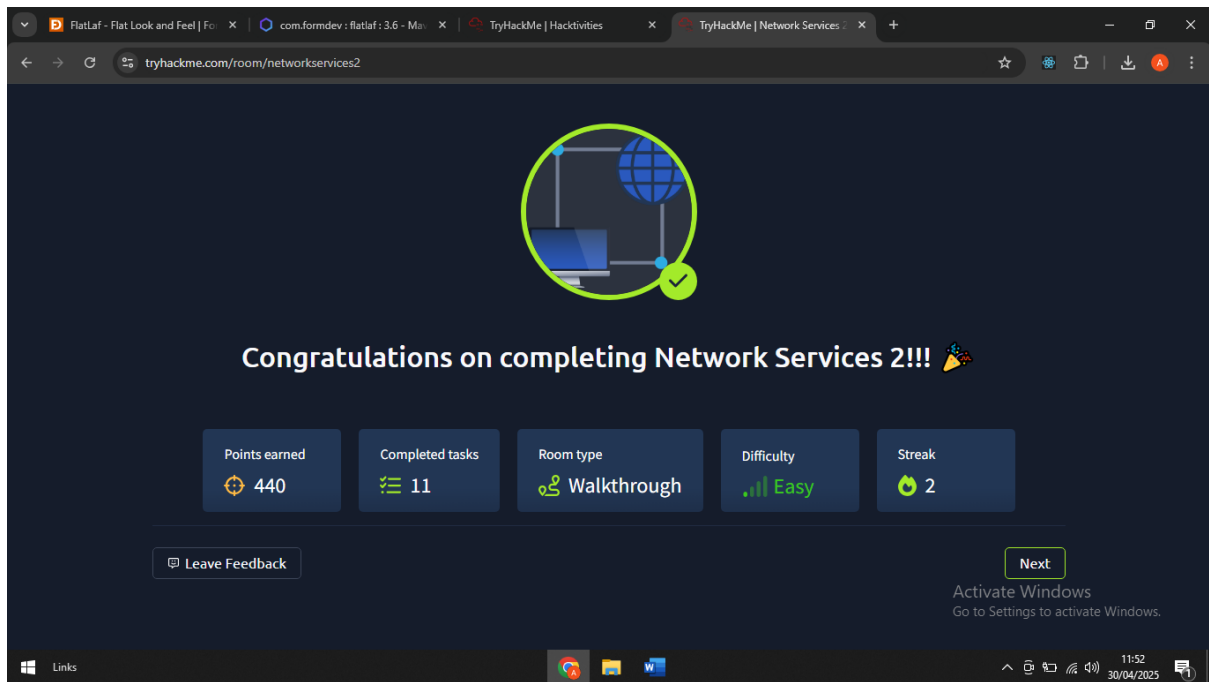 FlatLaf - Flat Look and Feel | Fo
com.formdev : flatlaf : 3.6 - Mav
TryHackMe | Hacktivities
TryHackMe | Network Services 2
tryhackme.com/room/networkservices2
A
Congratulations on completing Network Services 2!!!
Points earned
440
Completed tasks
11
Room type
Walkthrough
Difficulty
Easy
Streak
2
Leave Feedback
Next
Activate Windows
Go to Settings to activate Windows.
Links
11:52
30/04/2025
1